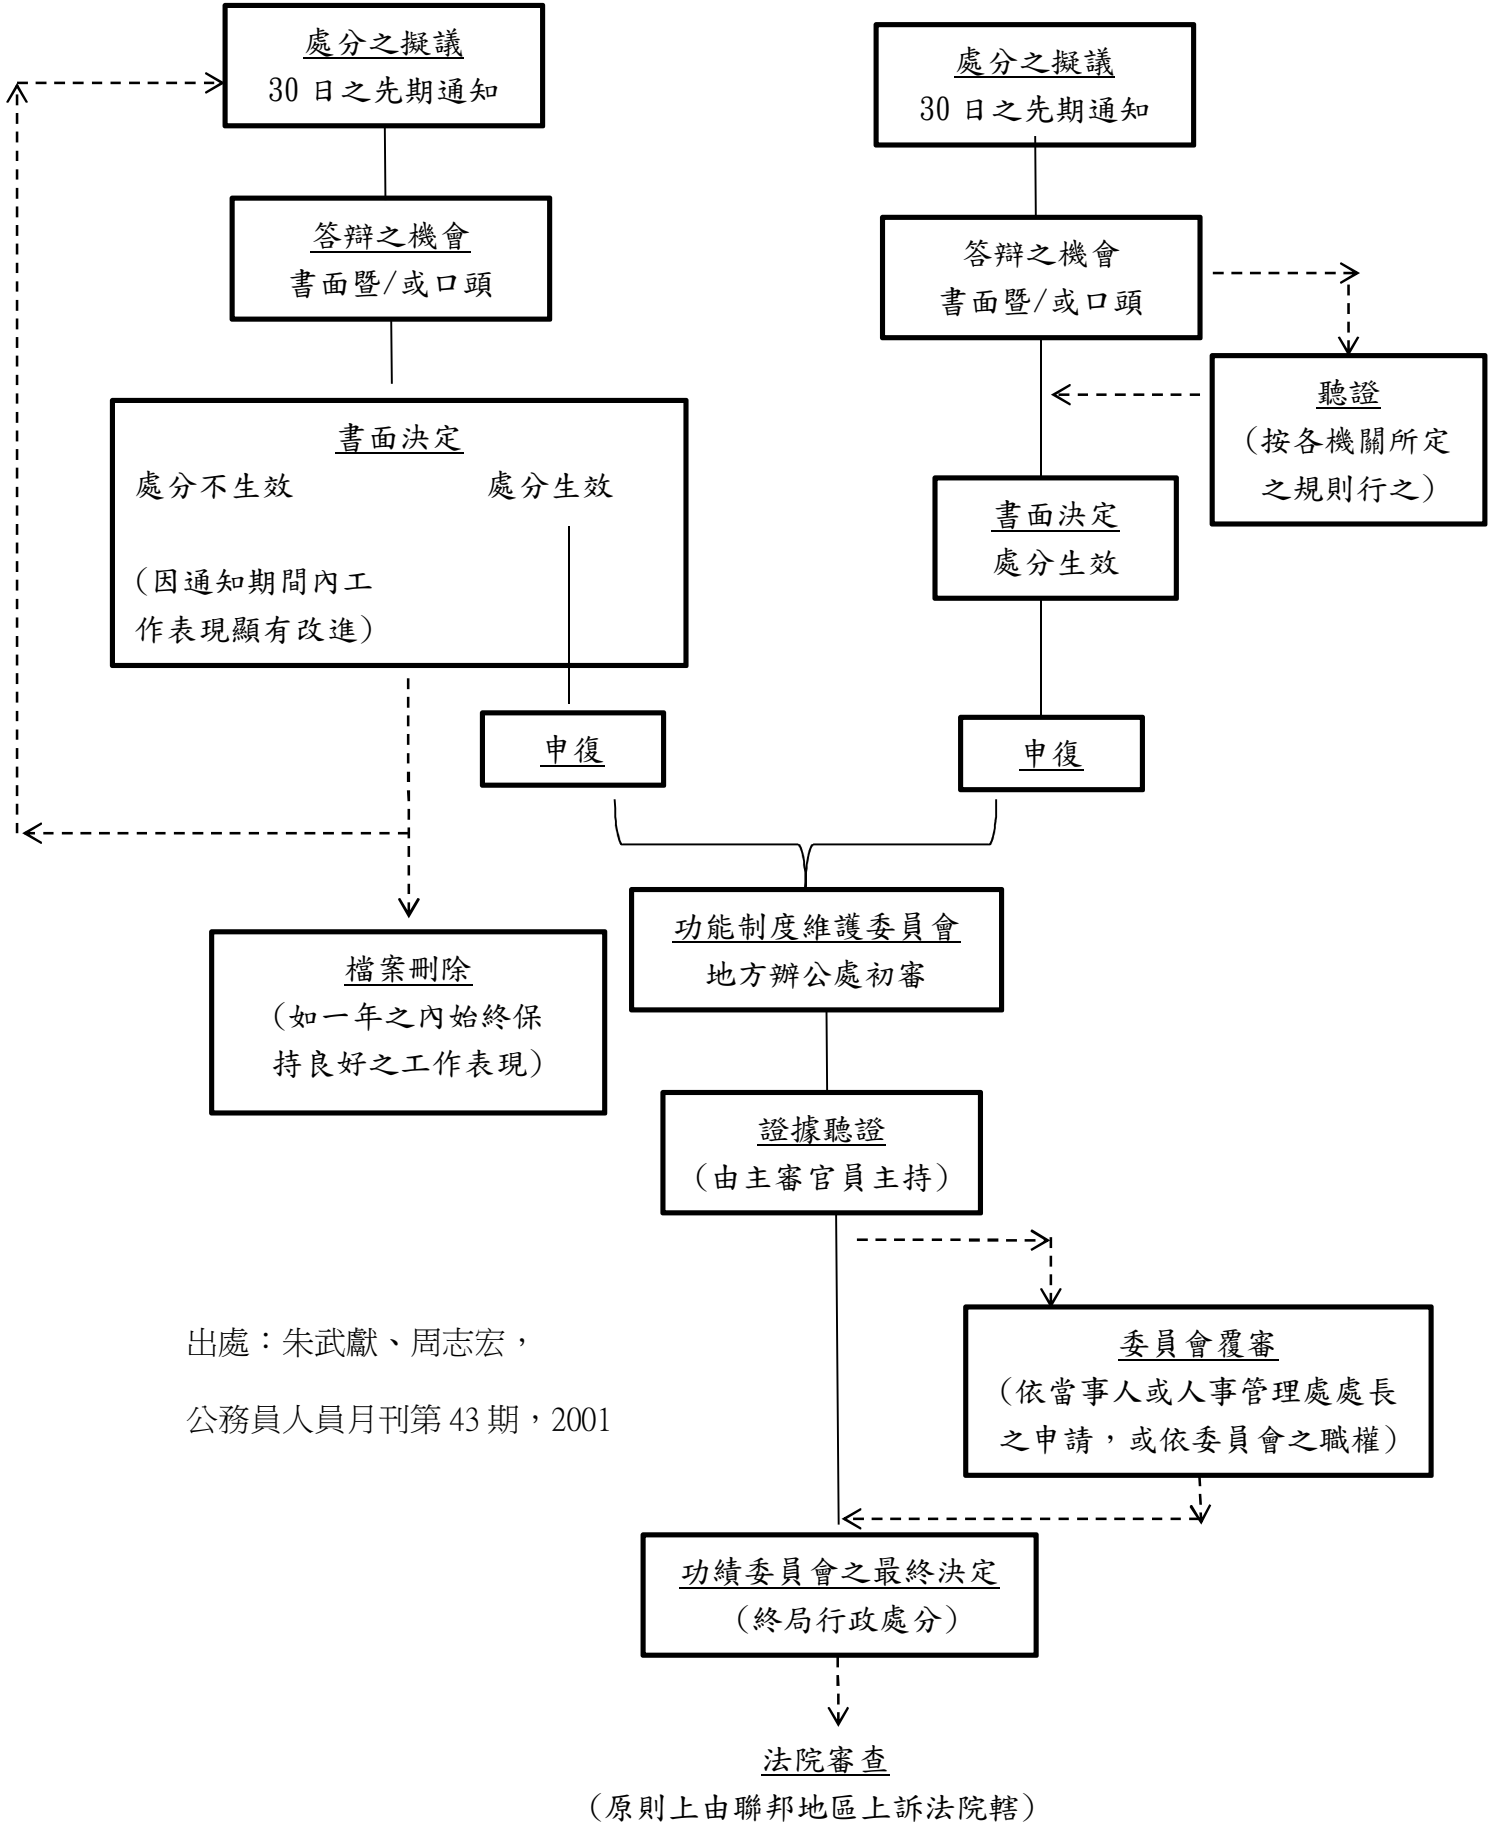 處分之擬議
30 日之先期通知
處分之擬議
30 日之先期通知
答辯之機會
書面暨/或口頭
答辯之機會
書面暨/或口頭
聽證
(按各機關所定
之規則行之)
書面決定
處分不生效 處分生效
(因通知期間內工
作表現顯有改進)
書面決定
處分生效
申復
申復
功能制度維護委員會
地方辦公處初審
檔案刪除
(如一年之內始終保
持良好之工作表現)
證據聽證
(由主審官員主持)
委員會覆審
(依當事人或人事管理處處長
之申請，或依委員會之職權)
出處：朱武獻、周志宏，
公務員人員月刊第 43 期，2001
功績委員會之最終決定
(終局行政處分)
法院審查
(原則上由聯邦地區上訴法院轄)